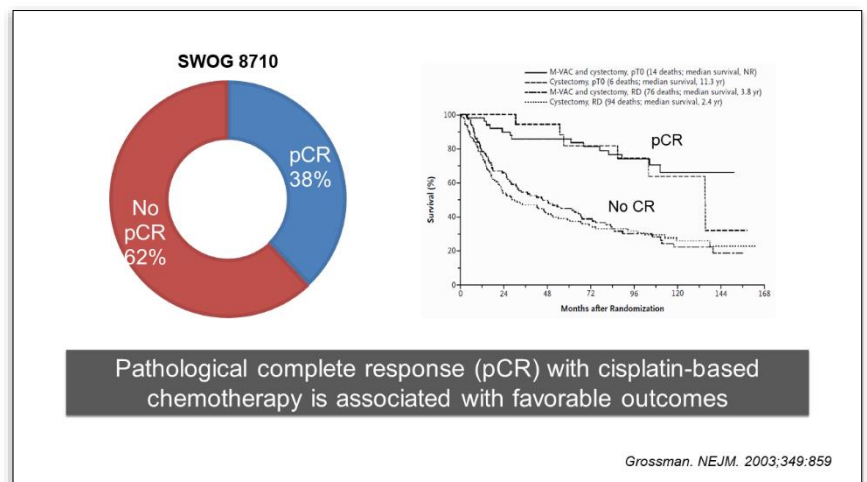 SWOG 8710
pCR
38%
No
pCR
62%
M-VAC and cystectomy, pT0 (14 deaths; median survival, NR)
Cystectomy, pT0 (6 deaths; median survival, 11.3 yr)
M-VAC and cystectomy, RD (76 deaths; median survival, 3.8 yr)
Cystectomy, RD (94 deaths; median survival, 2.4 yr)
100
80
60
40
20
0
Survival (%)
pCR
No CR
0 24 48 72 96 120 144 168
Months after Randomization
Pathological complete response (pCR) with cisplatin-based
chemotherapy is associated with favorable outcomes
Grossman. NEJM. 2003;349:859